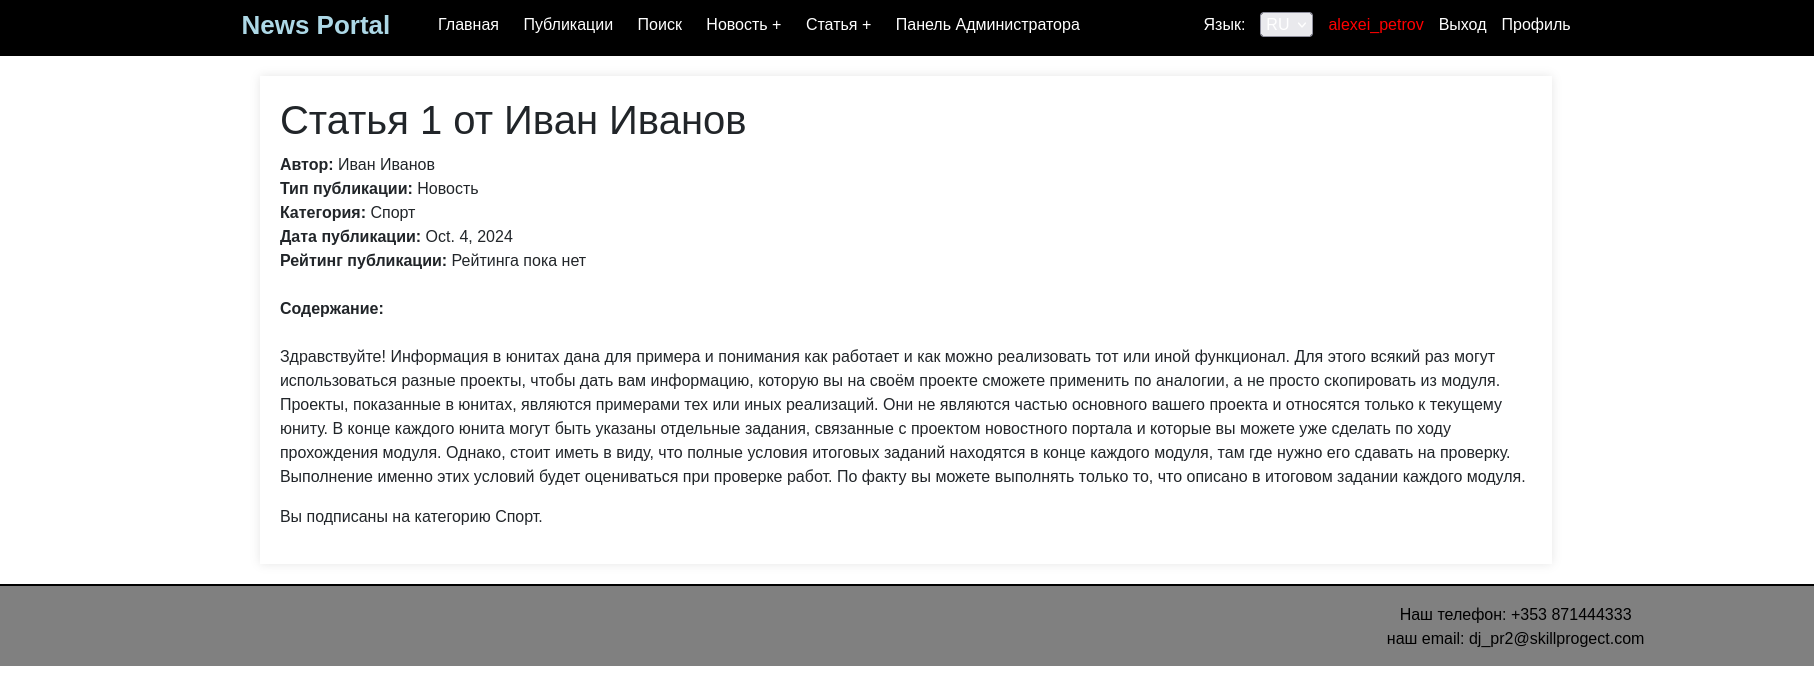 News Portal Главная Публикации Поиск Новость + Статья + Панель Администратора Язык: RU alexei_petrov Выход Профиль
Статья 1 от Иван Иванов
Автор: Иван Иванов
Тип публикации: Новость
Категория: Спорт
Дата публикации: Oct. 4, 2024
Рейтинг публикации: Рейтинга пока нет
Содержание:
Здравствуйте! Информация в юнитах дана для примера и понимания как работает и как можно реализовать тот или иной функционал. Для этого всякий раз могут
использоваться разные проекты, чтобы дать вам информацию, которую вы на своём проекте сможете применить по аналогии, а не просто скопировать из модуля.
Проекты, показанные в юнитах, являются примерами тех или иных реализаций. Они не являются частью основного вашего проекта и относятся только к текущему
юниту. В конце каждого юнита могут быть указаны отдельные задания, связанные с проектом новостного портала и которые вы можете уже сделать по ходу
прохождения модуля. Однако, стоит иметь в виду, что полные условия итоговых заданий находятся в конце каждого модуля, там где нужно его сдавать на проверку.
Выполнение именно этих условий будет оцениваться при проверке работ. По факту вы можете выполнять только то, что описано в итоговом задании каждого модуля.
Вы подписаны на категорию Спорт.
Наш телефон: +353 871444333
наш email: dj_pr2@skillprogect.com